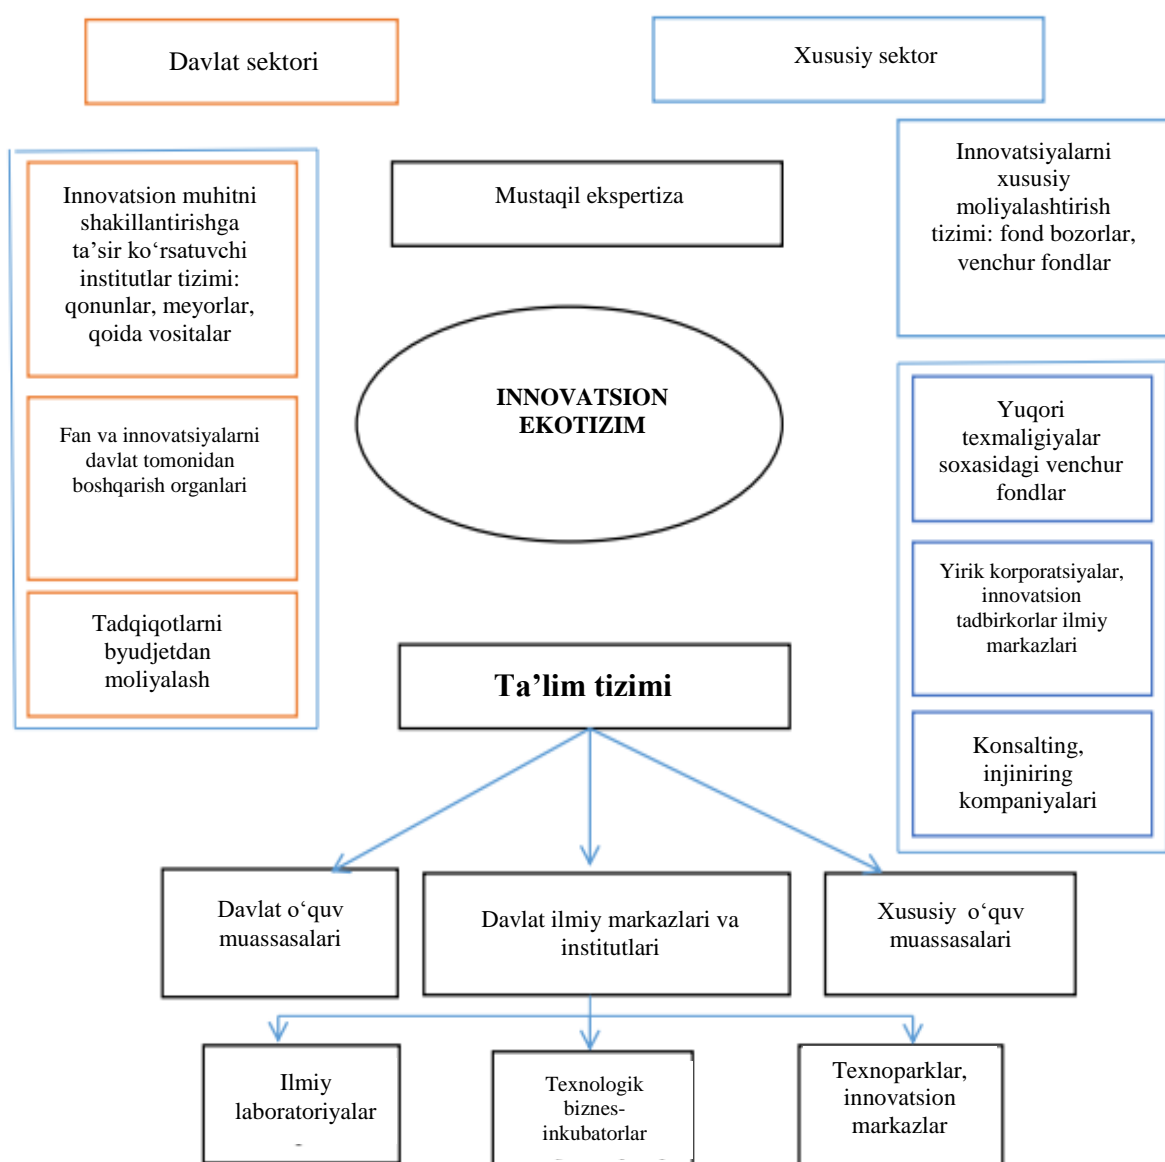 Davlat sektori
Xususiy sektor
Innovatsion muhitni
shakillantirishga
ta’sir ko‘rsatuvchi
institutlar tizimi:
qonunlar, meyorlar,
qoida vositalar
Mustaqil ekspertiza
Innovatsiyalarni
xususiy
moliyalashtirish
tizimi: fond bozorlar,
venchur fondlar
INNOVATSION
EKOTIZIM
Fan va innovatsiyalarni
davlat tomonidan
boshqarish organlari
Yuqori
texmaligiyalar
soxasidagi venchur
fondlar
Yirik korporatsiyalar,
innovatsion
tadbirkorlar ilmiy
markazlari
Tadqiqotlarni
byudjetdan
moliyalash
Ta’lim tizimi
Konsalting,
injiniring
kompaniyalari
Davlat o‘quv
muassasalari
Davlat ilmiy markazlari va
institutlari
Xususiy o‘quv
muassasalari
Ilmiy
laboratoriyalar
Texnologik
biznes-
inkubatorlar
Texnoparklar,
innovatsion
markazlar